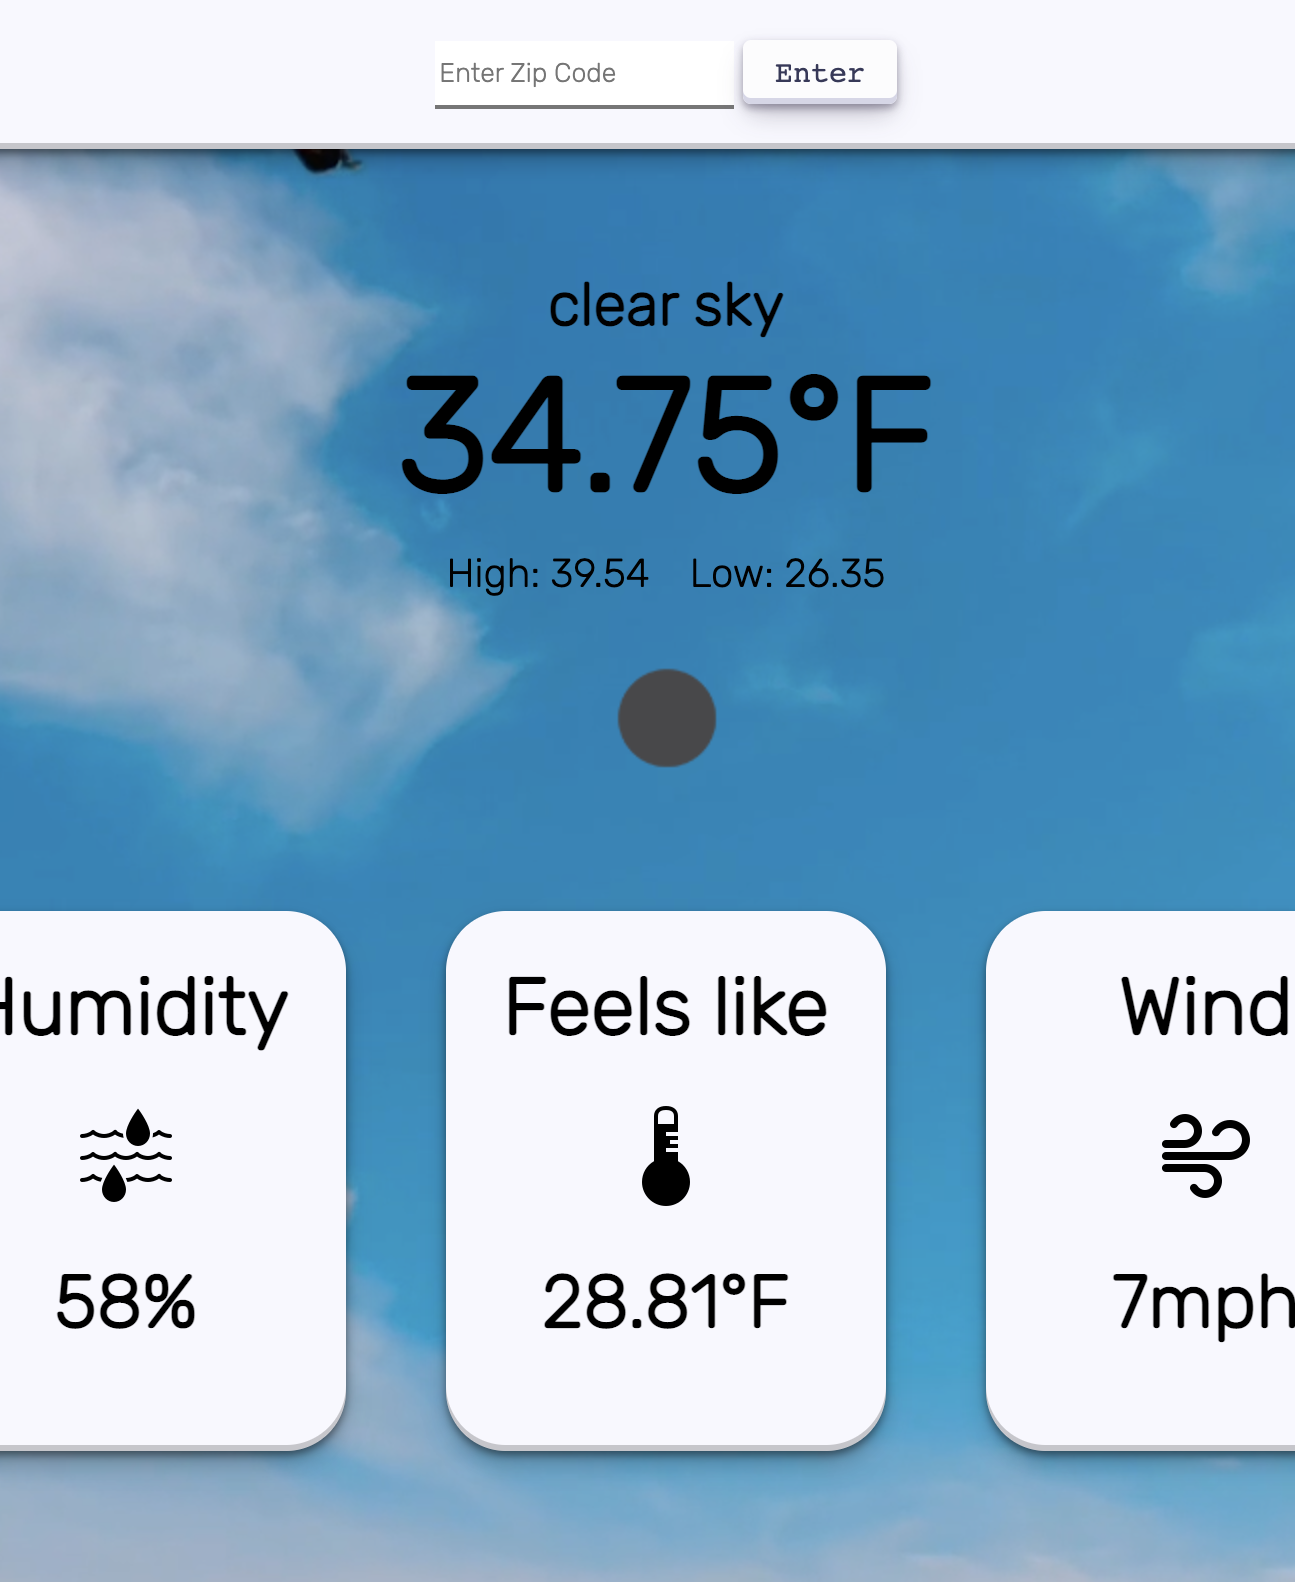 Enter Zip Code Enter
clear sky
34.75°F
High: 39.54 Low: 26.35
Humidity Feels like Wind
58% 28.81°F 7mph